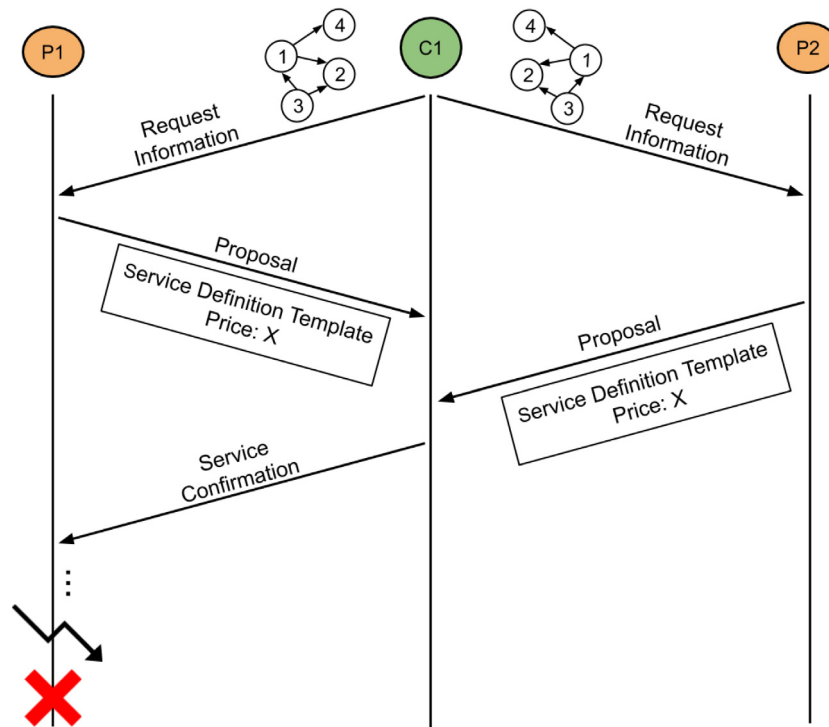 P1
4
1
2
3
C1
4
1
2
3
P2
Request
Information
Request
Information
Proposal
Service Definition Template
Price: X
Proposal
Service Definition Template
Price: X
Service
Confirmation
...